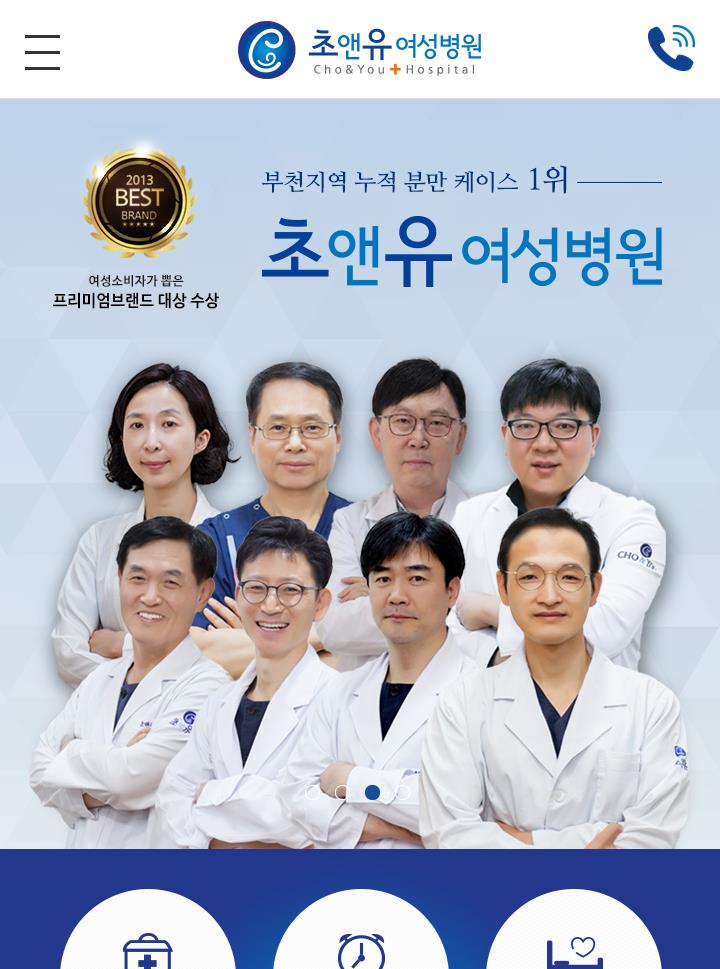 초앤유여성병원
Cho&You Hospital
2013
BEST
BRAND
여성소비자가 뽑은
프리미엄브랜드 대상 수상
부천지역 누적 분만 케이스 1위
초앤유 여성병원